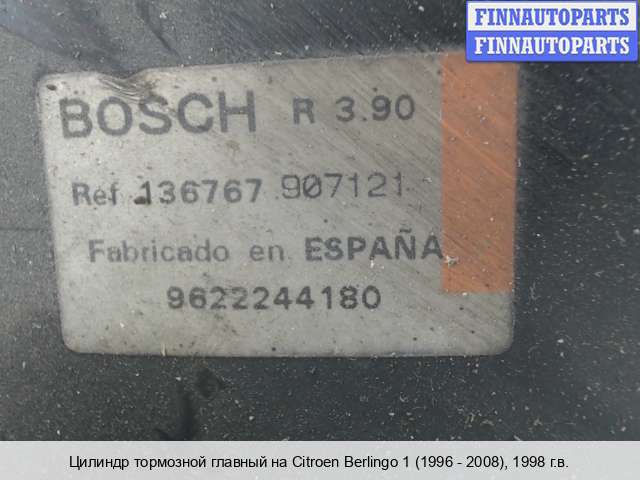 FINNAUTOPARTS
FINNAUTOPARTS
BOSCH R 3.90
Ref 136767 907121
Fabricado en ESPAÑA
9622244180
Цилиндр тормозной главный на Citroen Berlingo 1 (1996 - 2008), 1998 г.в.